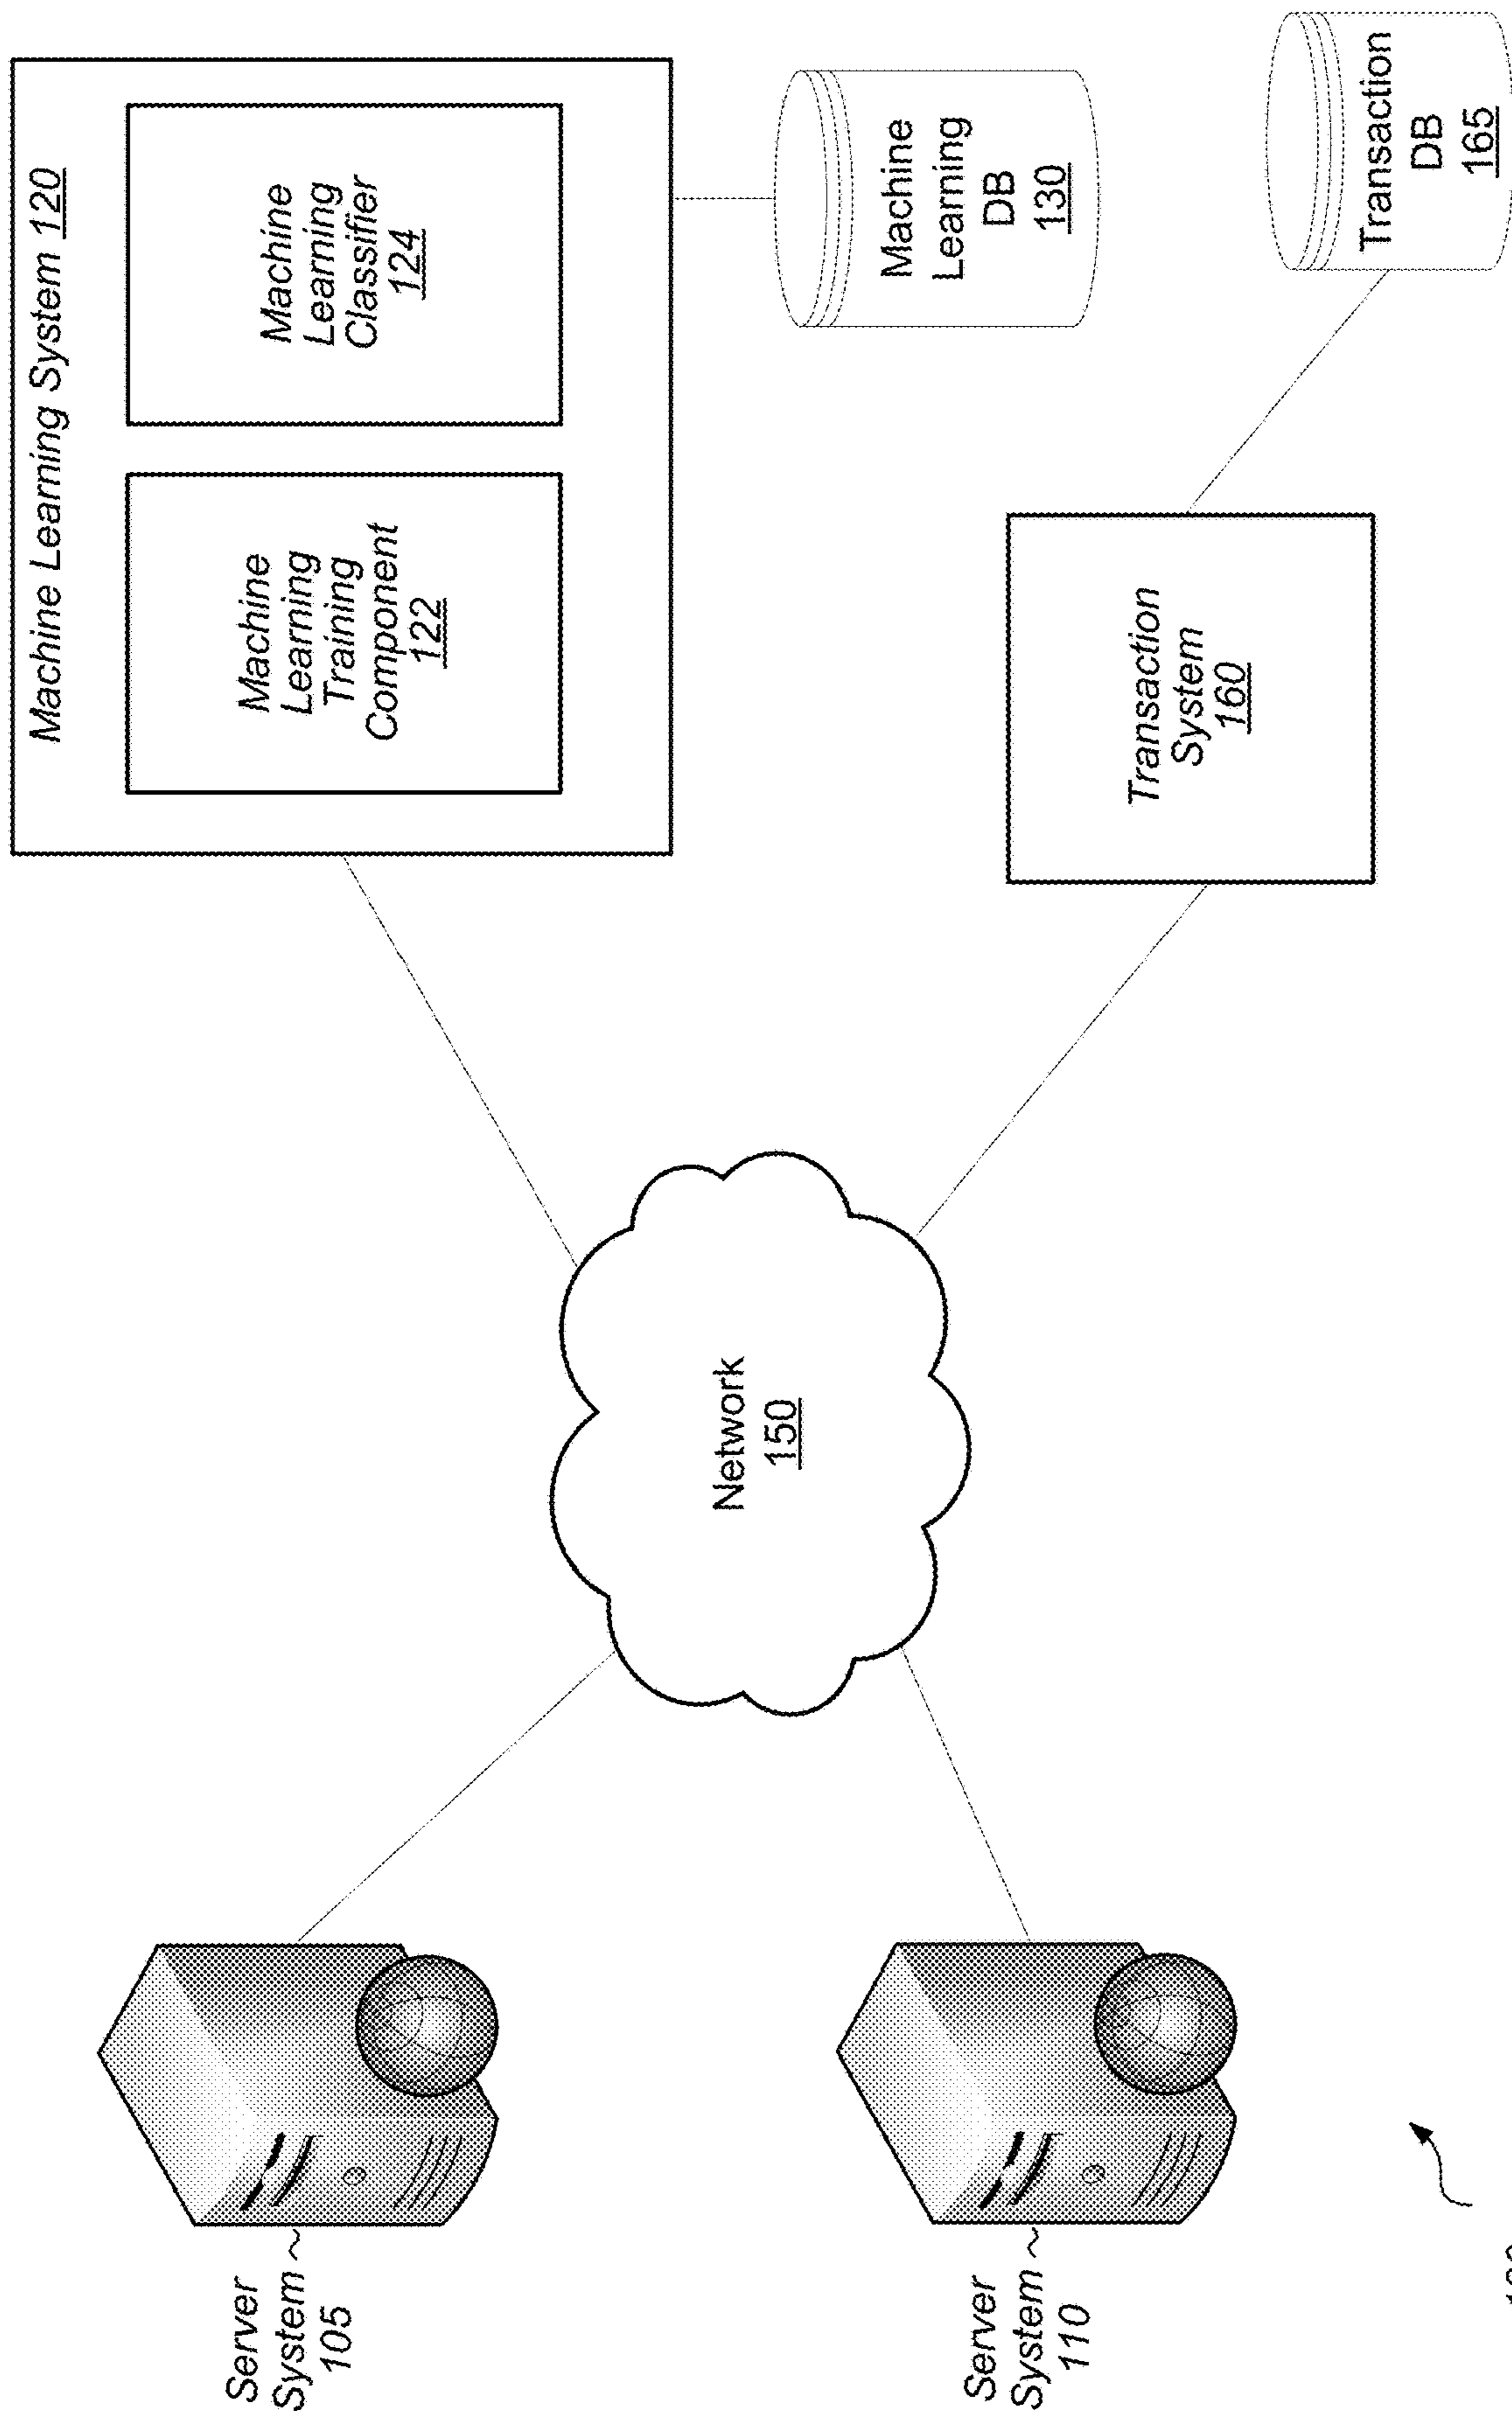 Machine Learning System 120
Machine
Learning
Training
Component
122
Machine
Learning
Classifier
124
Machine
Learning
DB
130
Server
System
105
Network
150
Server
System
110
Transaction
System
160
Transaction
DB
165